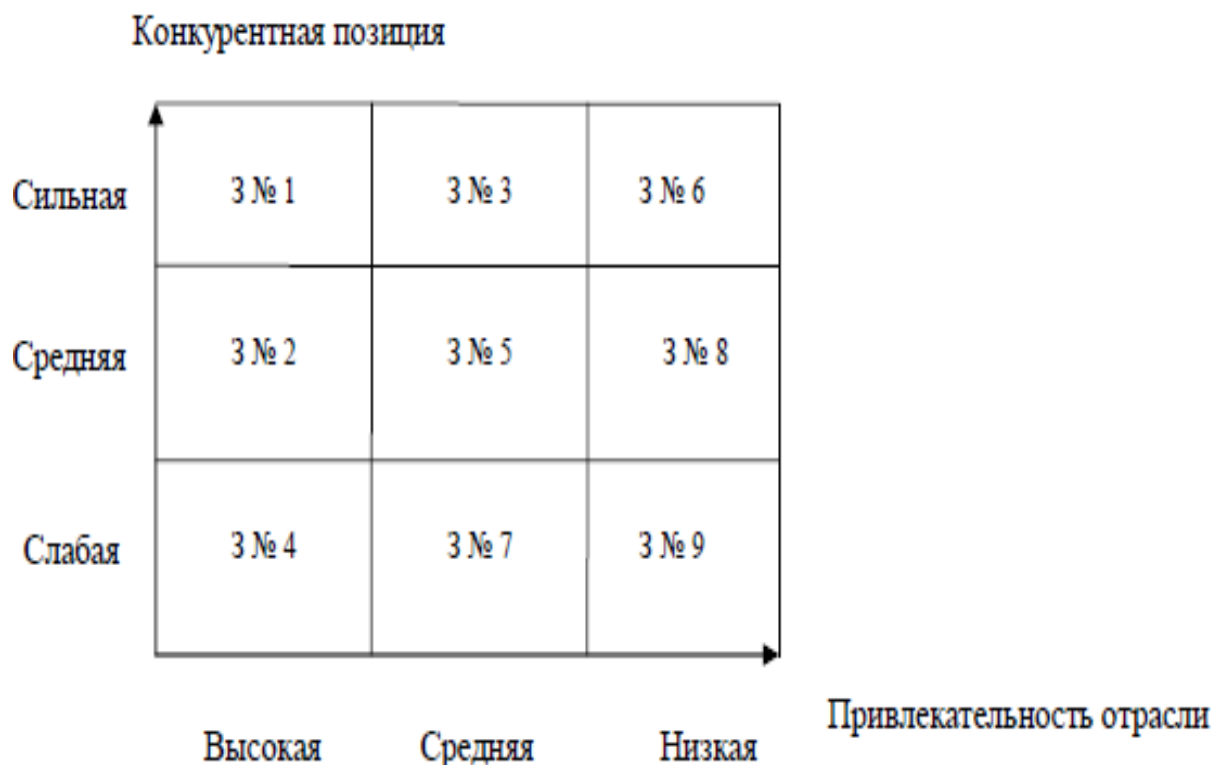 Конкурентная позиция
Сильная З № 1 З № 3 З № 6
Средняя З № 2 З № 5 З № 8
Слабая З № 4 З № 7 З № 9
Привлекательность отрасли
Высокая Средняя Низкая